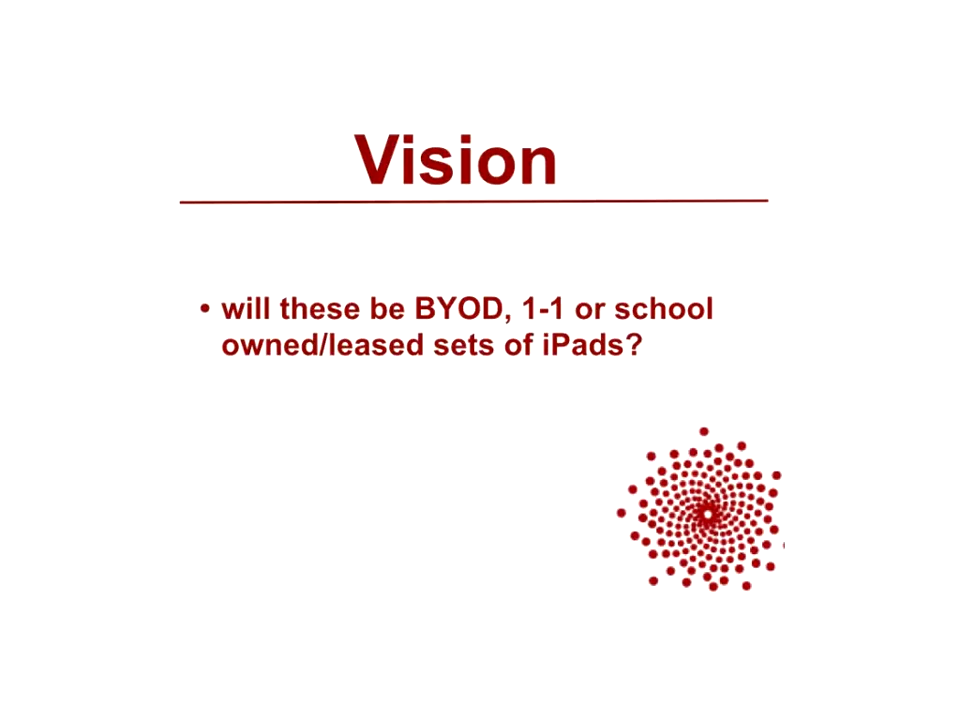 Vision
• will these be BYOD, 1-1 or school
owned/leased sets of iPads?